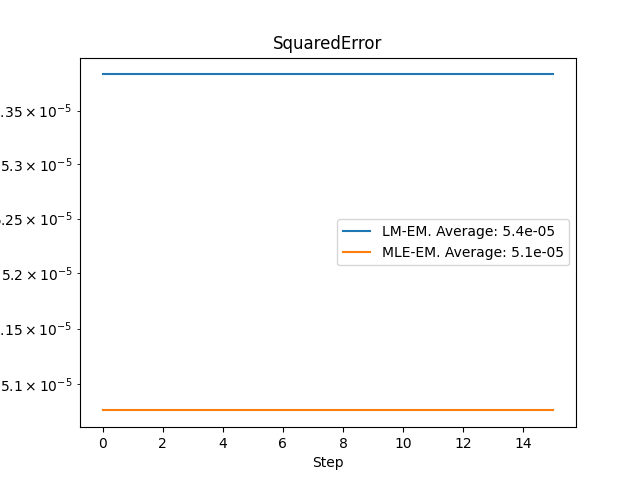 SquaredError
.35 × 10⁻⁵
5.3 × 10⁻⁵
.25 × 10⁻⁵
5.2 × 10⁻⁵
.15 × 10⁻⁵
5.1 × 10⁻⁵
LM-EM. Average: 5.4e-05
MLE-EM. Average: 5.1e-05
0 2 4 6 8 10 12 14
Step